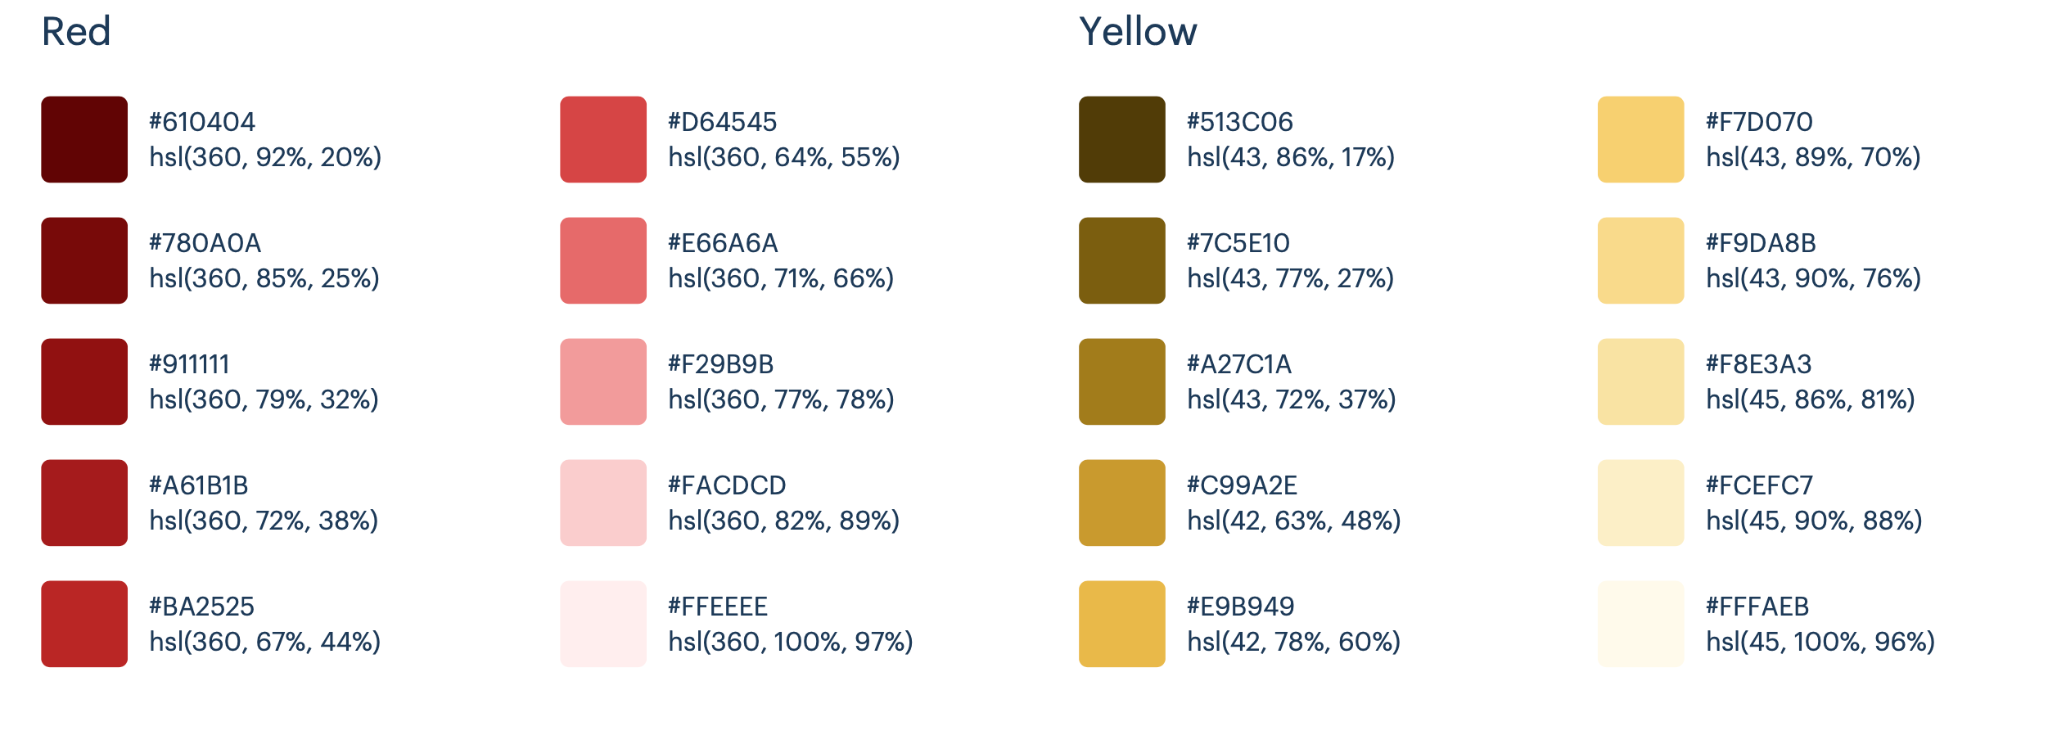 Red
#610404
hsl(360, 92%, 20%)
#780A0A
hsl(360, 85%, 25%)
#911111
hsl(360, 79%, 32%)
#A61B1B
hsl(360, 72%, 38%)
#BA2525
hsl(360, 67%, 44%)
#D64545
hsl(360, 64%, 55%)
#E66A6A
hsl(360, 71%, 66%)
#F29B9B
hsl(360, 77%, 78%)
#FACDCD
hsl(360, 82%, 89%)
#FFEEEE
hsl(360, 100%, 97%)
Yellow
#513C06
hsl(43, 86%, 17%)
#7C5E10
hsl(43, 77%, 27%)
#A27C1A
hsl(43, 72%, 37%)
#C99A2E
hsl(42, 63%, 48%)
#E9B949
hsl(42, 78%, 60%)
#F7D070
hsl(43, 89%, 70%)
#F9DA8B
hsl(43, 90%, 76%)
#F8E3A3
hsl(45, 86%, 81%)
#FCEFC7
hsl(45, 90%, 88%)
#FFFAEB
hsl(45, 100%, 96%)